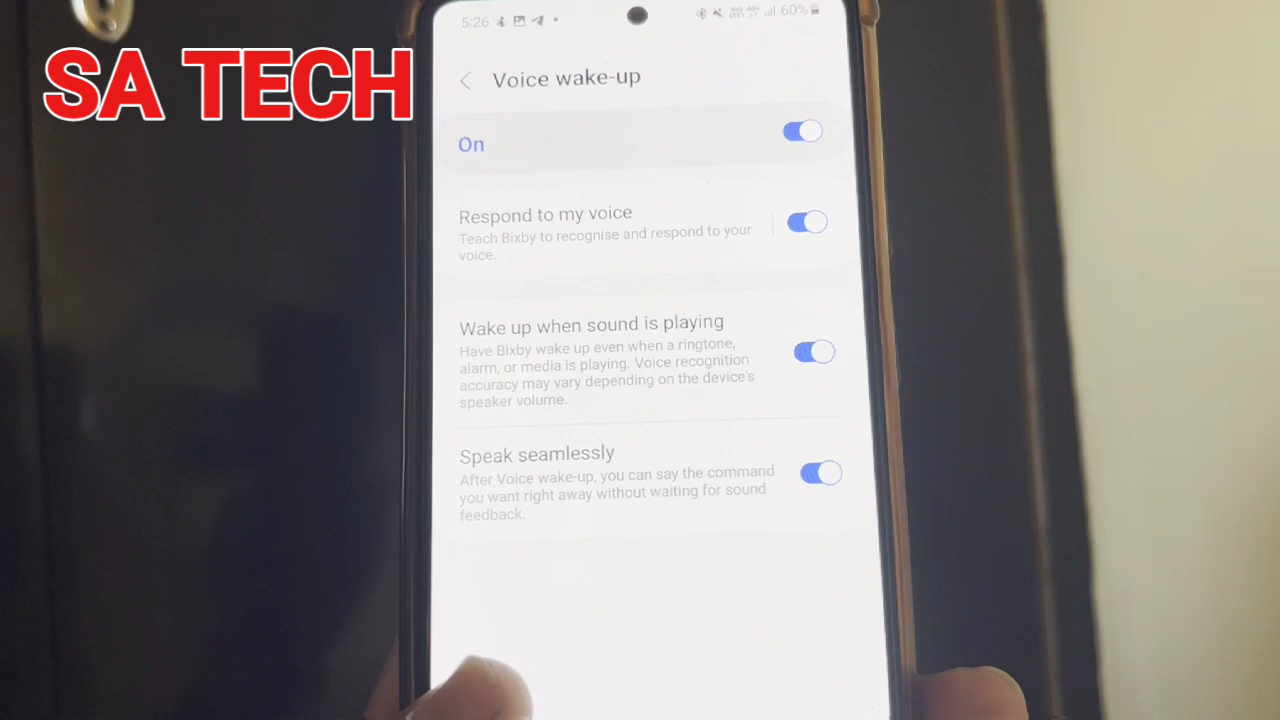 SA TECH
5:26
60%
Voice wake-up
On
Respond to my voice
Teach Bixby to recognise and respond to your
voice.
Wake up when sound is playing
Have Bixby wake up even when a ringtone,
alarm, or media is playing. Voice recognition
accuracy may vary depending on the device's
speaker volume.
Speak seamlessly
After Voice wake-up, you can say the command
you want right away without waiting for sound
feedback.